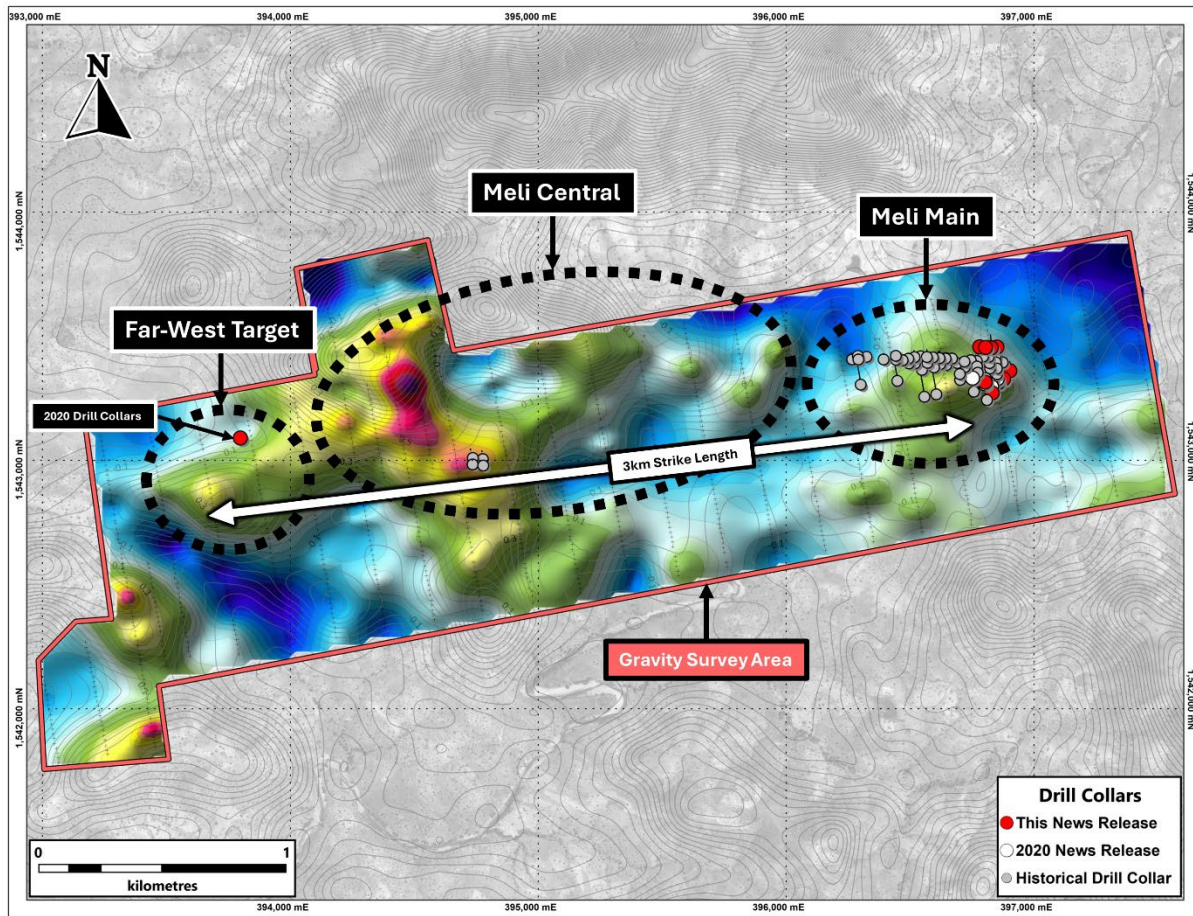 393,000 mE
394,000 mE
395,000 mE
396,000 mE
397,000 mE
N
1,544,000 mN
1,544,000 mN
Meli Central
Meli Main
Far-West Target
2020 Drill Collars
3km Strike Length
1,543,000 mN
1,543,000 mN
Gravity Survey Area
1,542,000 mN
1,542,000 mN
0
1
kilometres
Drill Collars
This News Release
2020 News Release
Historical Drill Collar
394,000 mE
395,000 mE
396,000 mE
397,000 mE